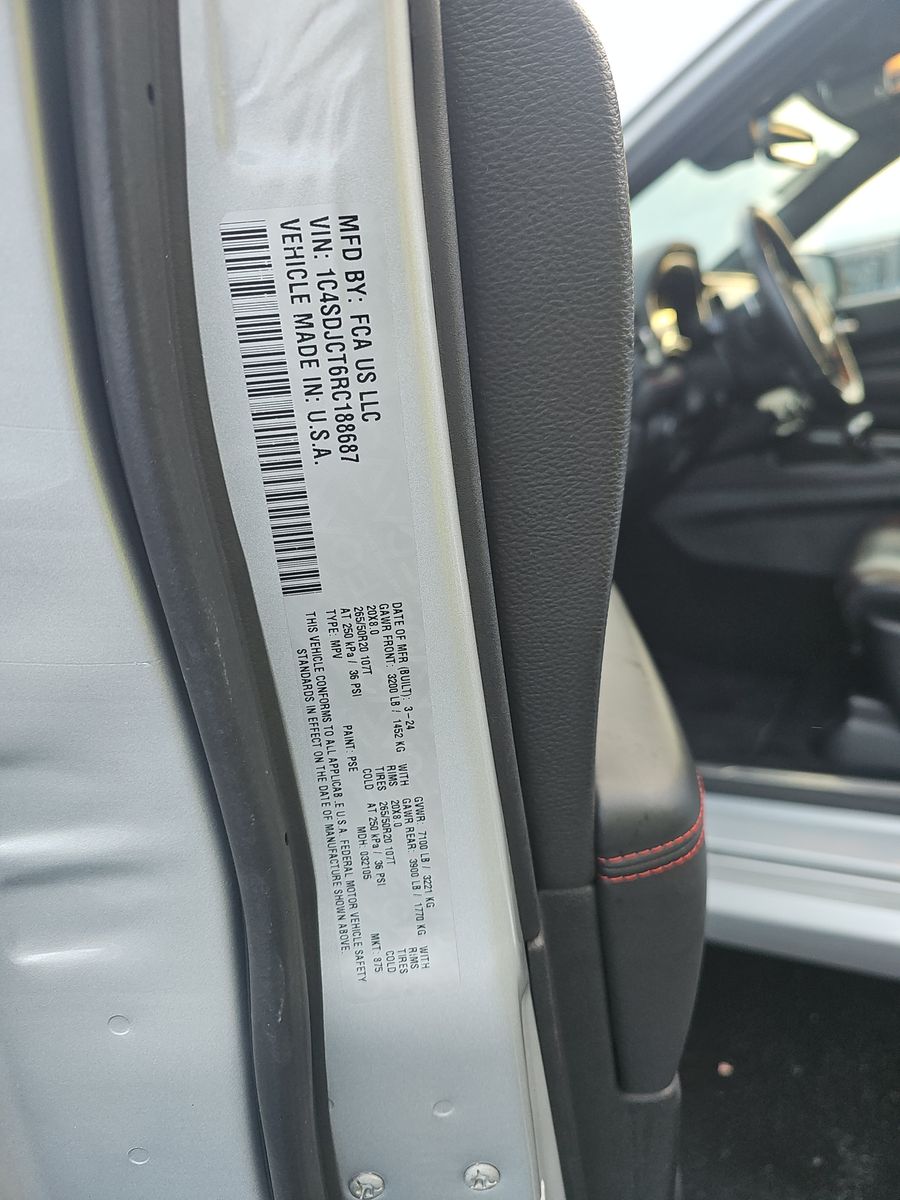 MFD BY: FCA US LLC
VIN: 1C4SDJCT6RC188687
VEHICLE MADE IN: U.S.A.
DATE OF MFR (BUILT): 3-24 GVWR: 7100 LB / 3221 KG
GAWR FRONT: 3200 LB / 1452 KG WITH GAWR REAR: 3900 LB / 1770 KG WITH
20X8.0 RIMS 20X8.0 RIMS
265/50R20 107T TIRES 265/50R20 107T TIRES
AT 250 kPa / 36 PSI COLD AT 250 kPa / 36 PSI COLD
TYPE: MPV PAINT: PSE MDH: 032105 MKT: 875
THIS VEHICLE CONFORMS TO ALL APPLICAB.E U.S.A. FEDERAL MOTOR VEHICLE SAFETY
STANDARDS IN EFFECT ON THE DATE OF MANUFACTURE SHOWN ABOVE.